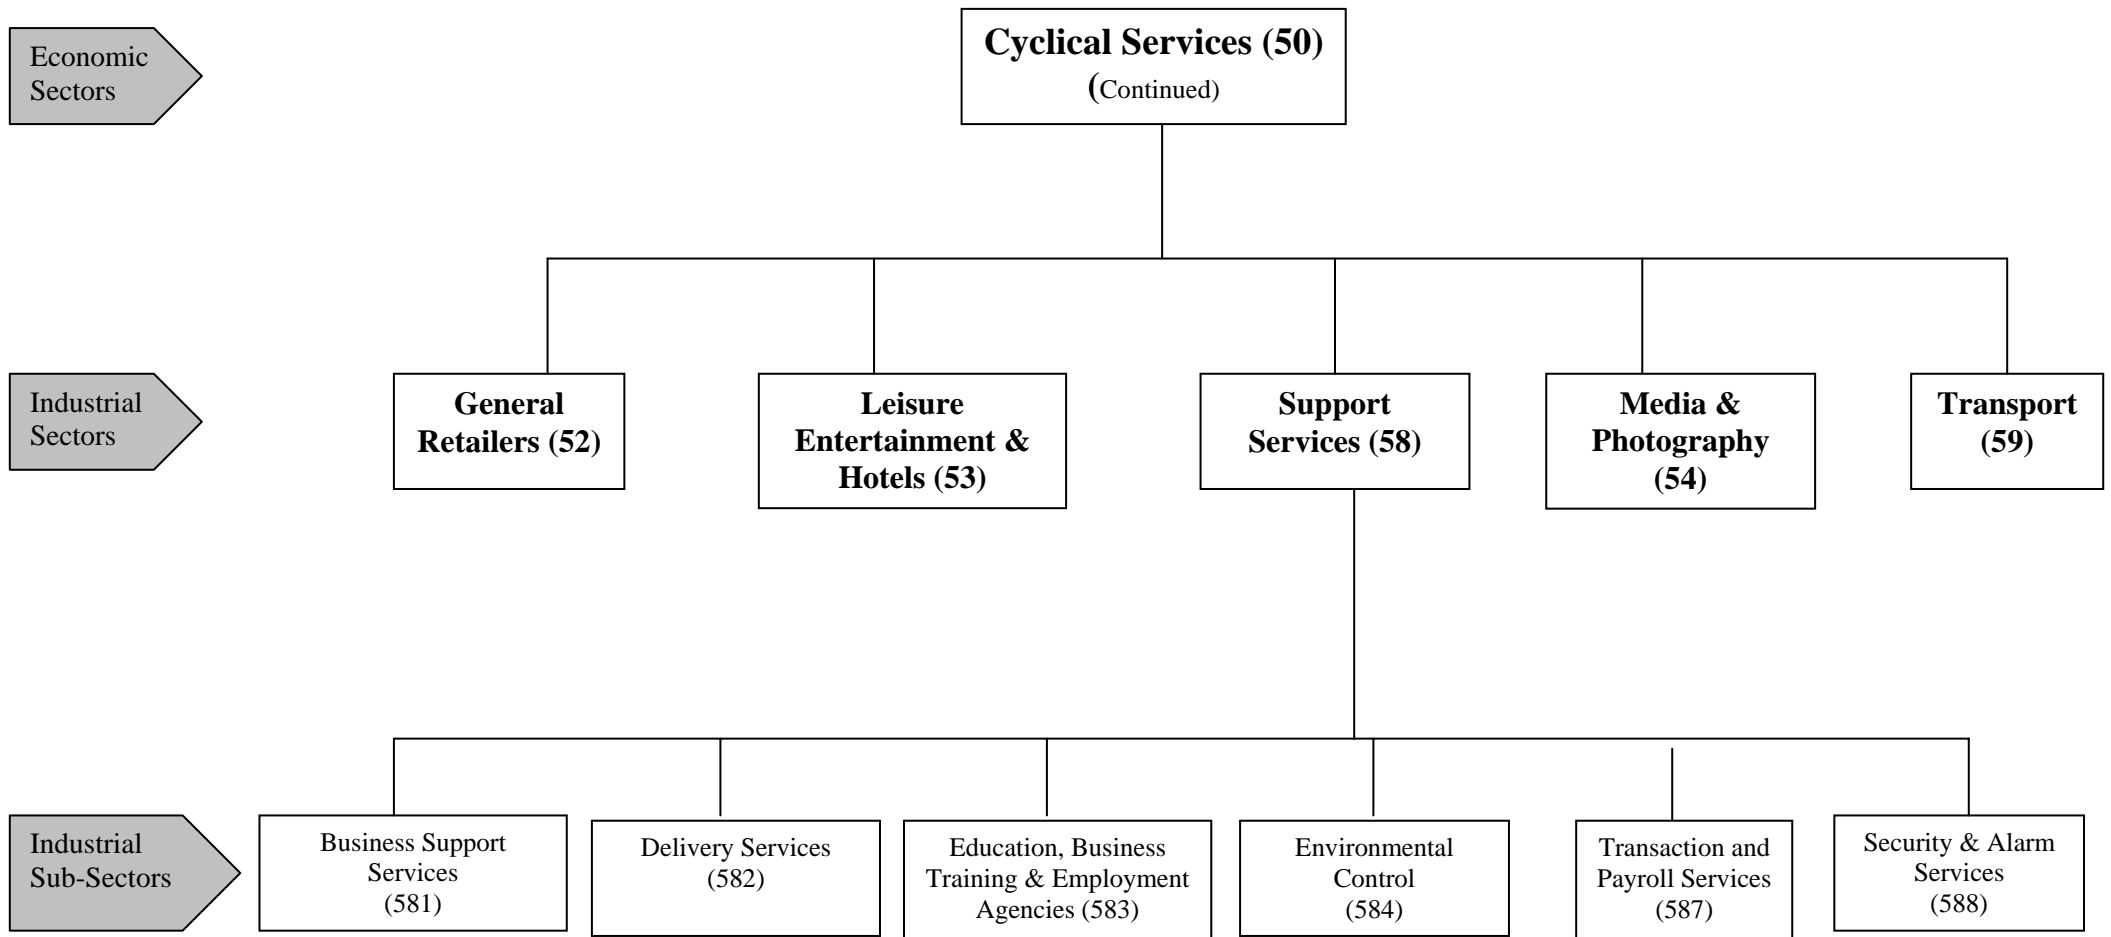 Economic
Sectors
Cyclical Services (50)
(Continued)
Industrial
Sectors
General
Retailers (52)
Leisure
Entertainment &
Hotels (53)
Support
Services (58)
Media &
Photography
(54)
Transport
(59)
Industrial
Sub-Sectors
Business Support
Services
(581)
Delivery Services
(582)
Education, Business
Training & Employment
Agencies (583)
Environmental
Control
(584)
Transaction and
Payroll Services
(587)
Security & Alarm
Services
(588)